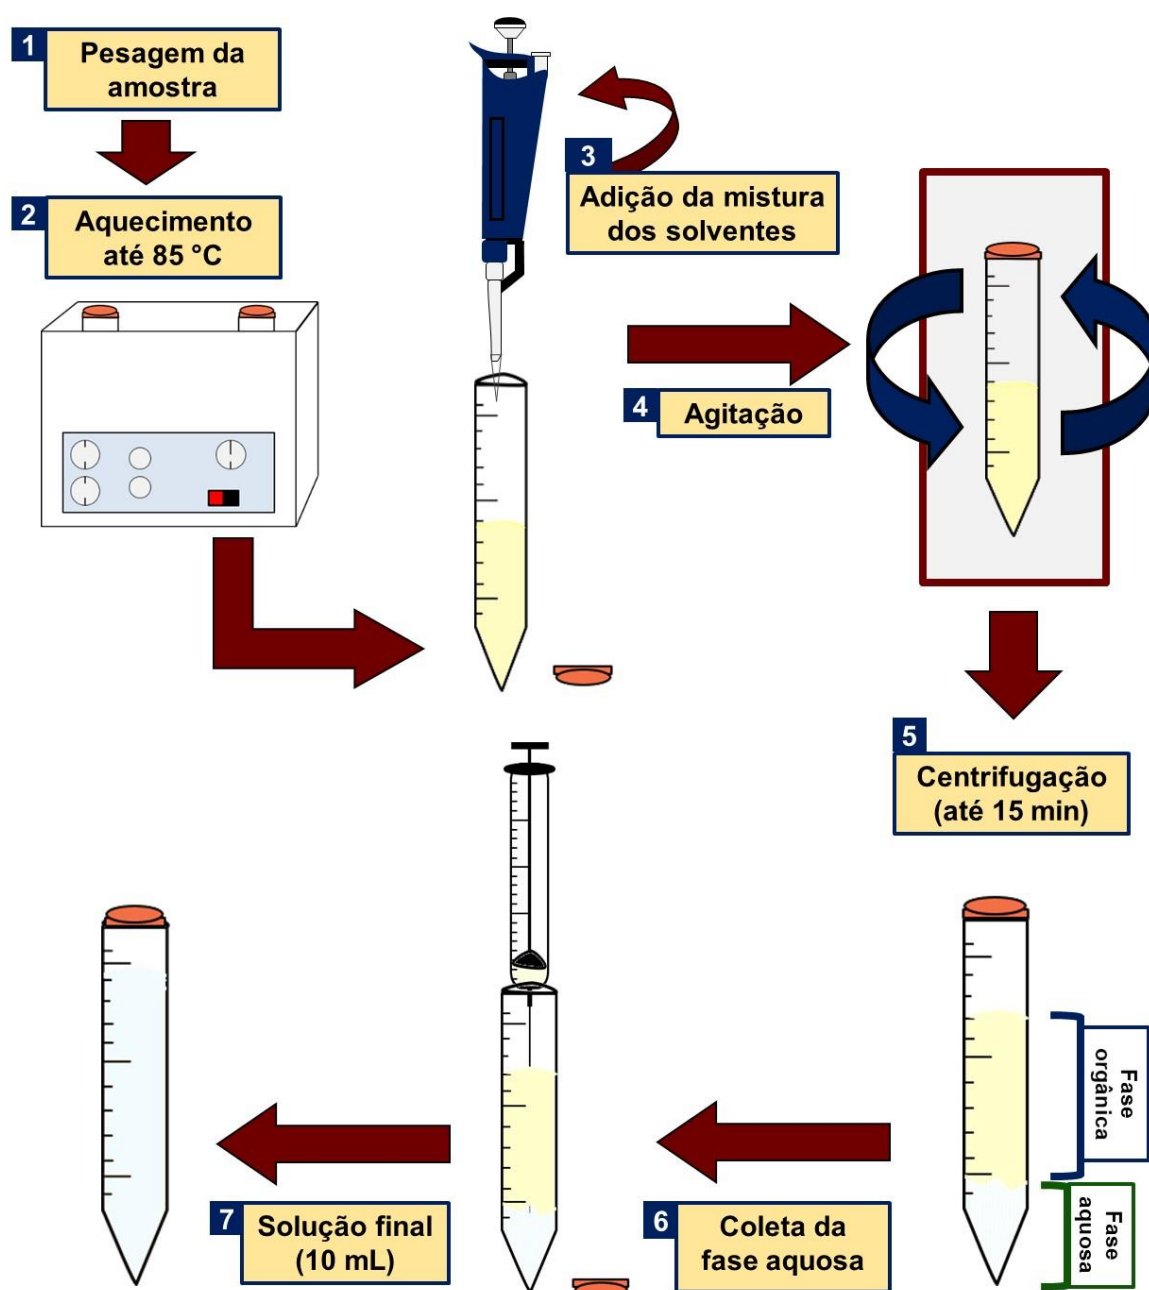 1
Pesagem da
amostra
2
Aquecimento
até 85 °C
3
Adição da mistura
dos solventes
4
Agitação
5
Centrifugação
(até 15 min)
Fase
orgânica
Fase
aquosa
6
Coleta da
fase aquosa
7
Solução final
(10 mL)